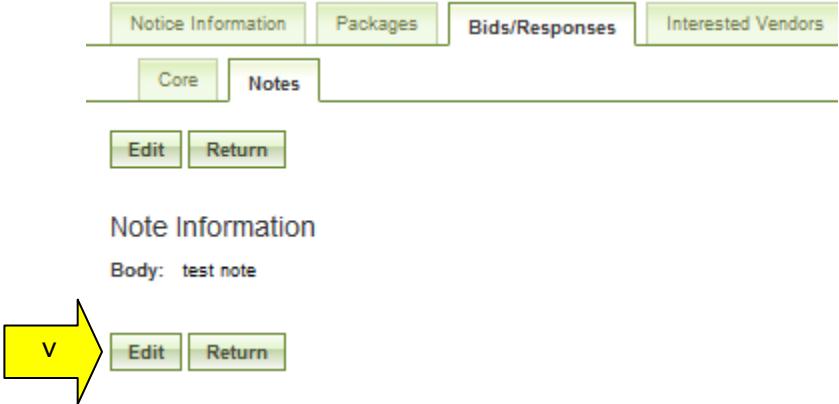 Notice Information Packages Bids/Responses Interested Vendors
Core Notes
Edit Return
Note Information
Body: test note
V Edit Return